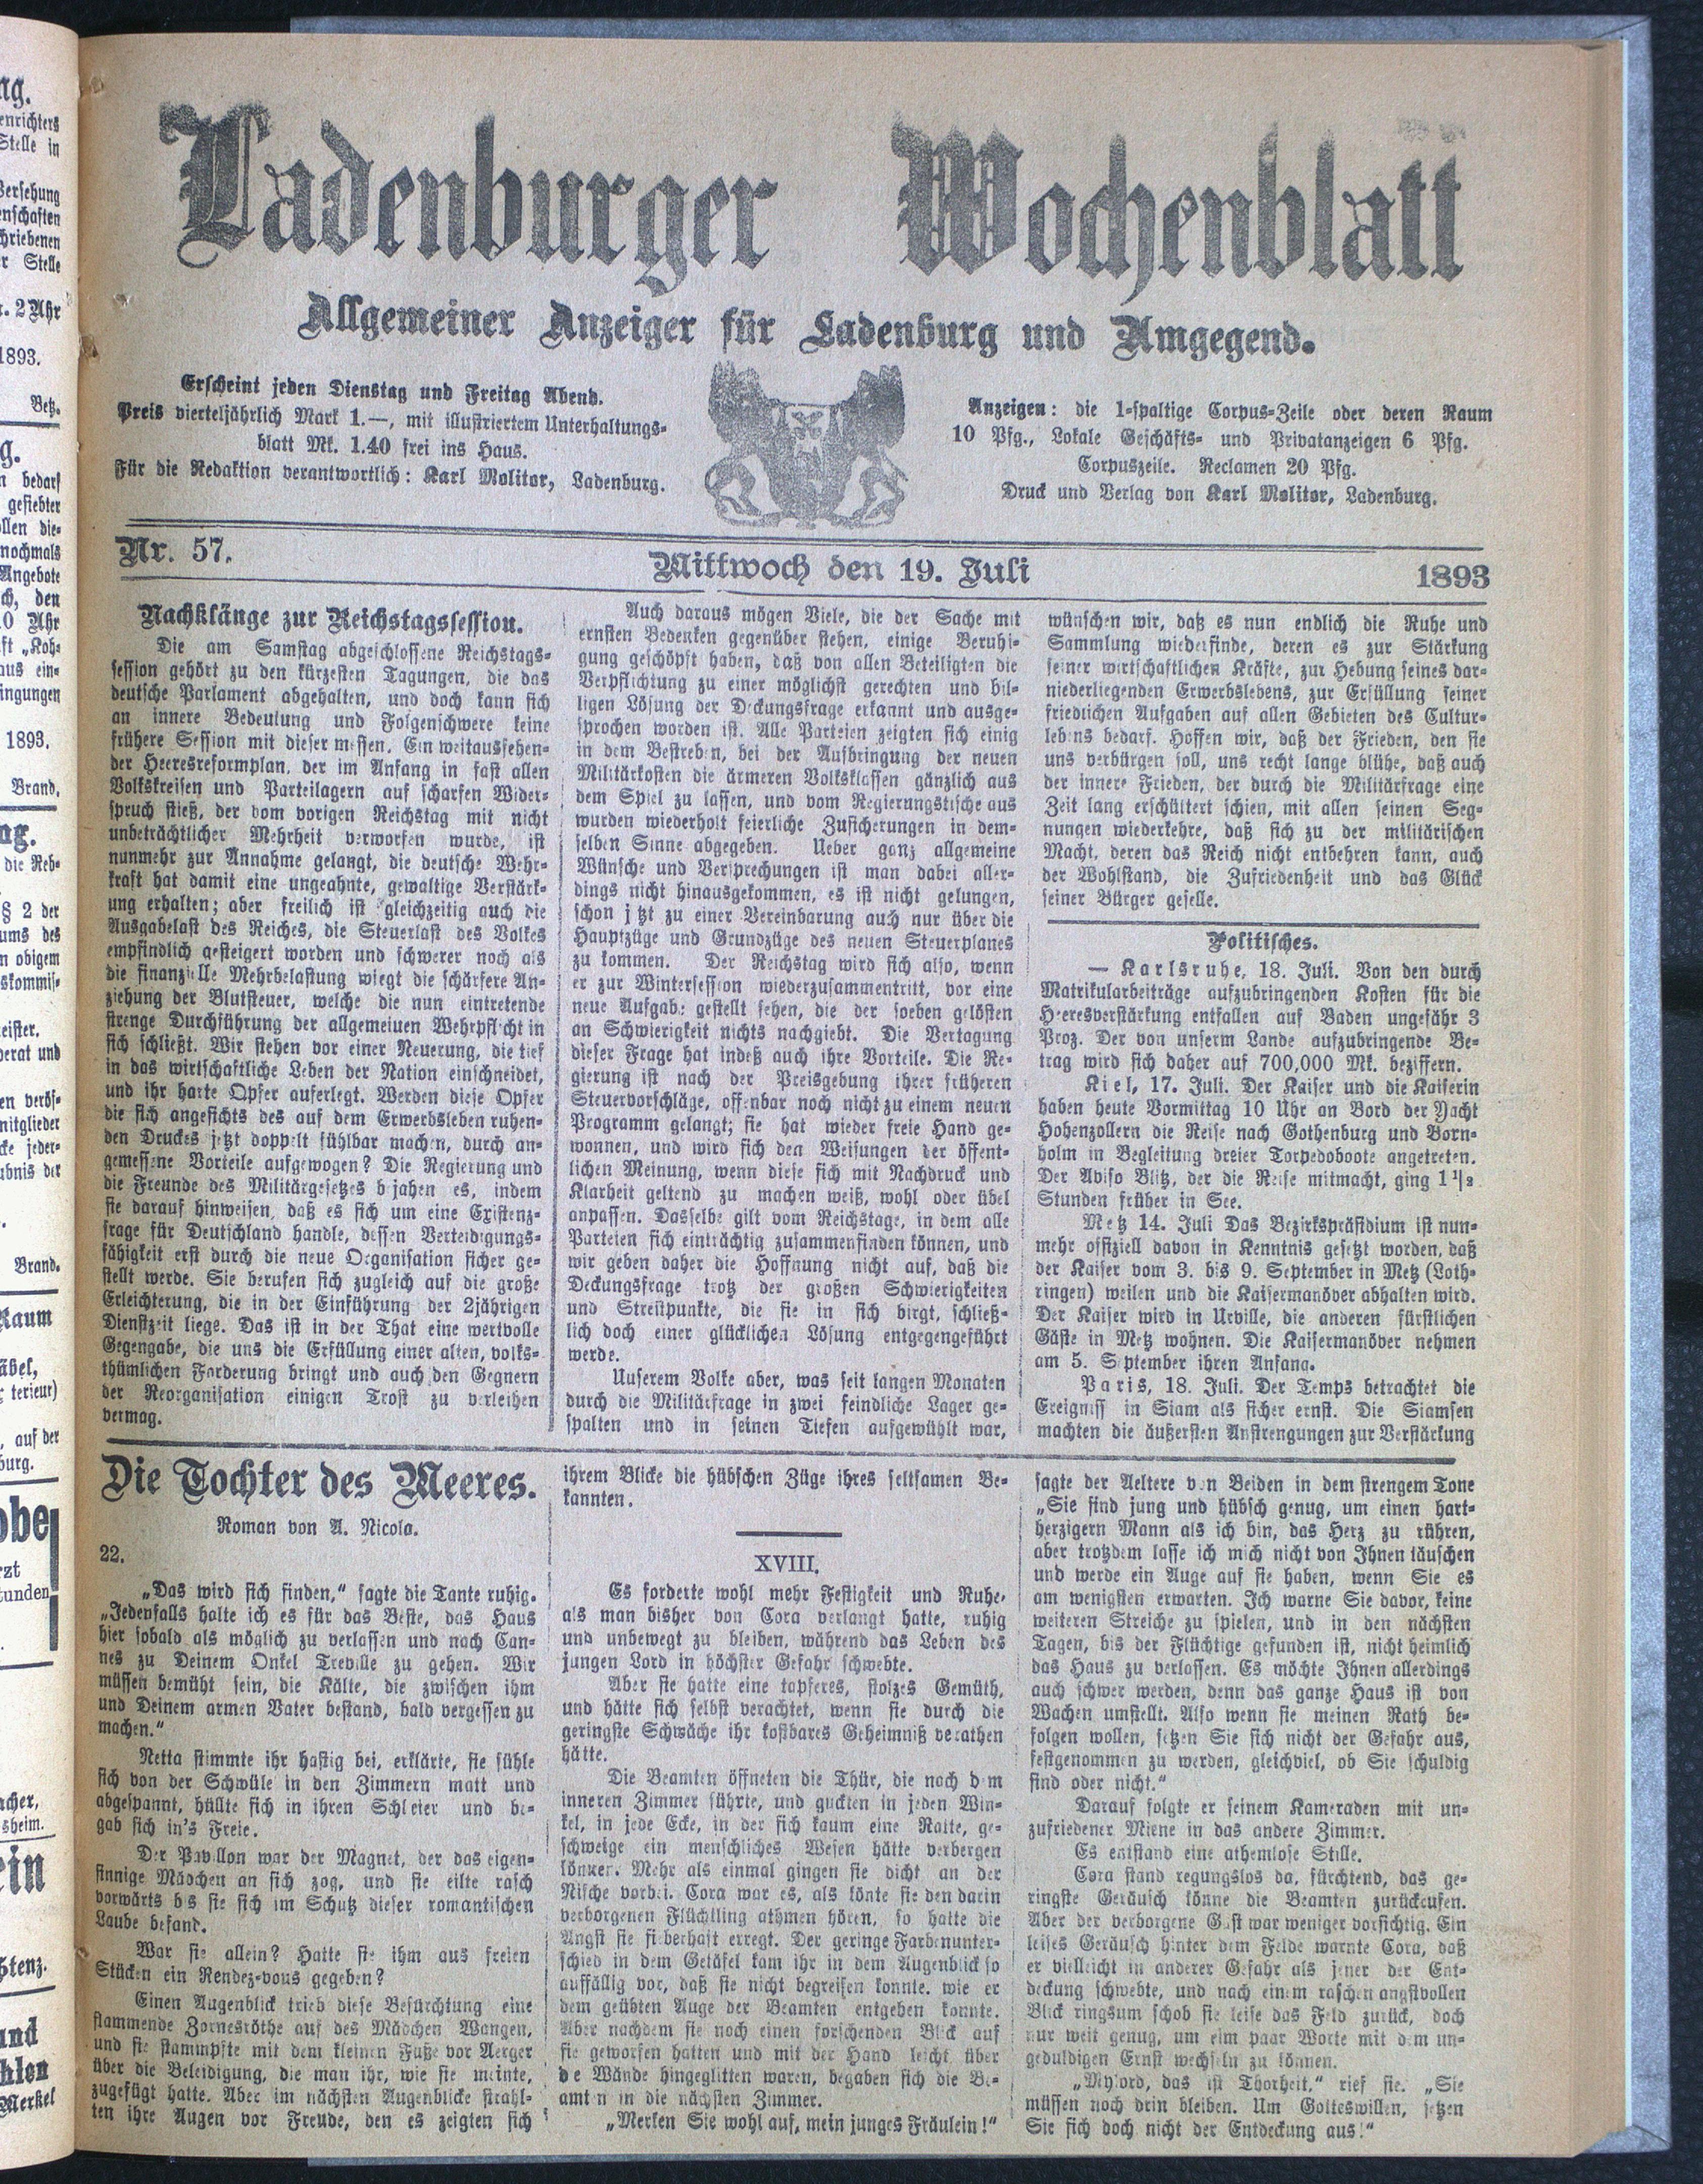 Ladenburger Wochenblatt
Allgemeiner Anzeiger für Ladenburg und Umgegend.
Erscheint jeden Dienstag und Freitag Abend.
Preis vierteljährlich Mark 1.—, mit illustriertem Unterhaltungs-
blatt Mk. 1.40 frei ins Haus.
Für die Redaktion verantwortlich: Karl Molitor, Ladenburg.
Anzeigen: die 1-spaltige Corpus-Zeile oder deren Raum
10 Pfg., Lokale Geschäfts- und Privatanzeigen 6 Pfg.
Corpuszeile. Reclamen 20 Pfg.
Druck und Verlag von Karl Molitor, Ladenburg.
Nr. 57.
Mittwoch den 19. Juli
1893
Nachklänge zur Reichstagssession.
Die am Samstag abgeschlossene Reichstags-
session gehört zu den kürzesten Tagungen, die das
deutsche Parlament abgehalten, und doch kann sich
an innere Bedeutung und Folgenschwere keine
frühere Session mit dieser messen. Ein weitaussehen-
der Heeresreformplan, der im Anfang in fast allen
Volkskreisen und Parteilagern auf scharfen Wider-
spruch stieß, der vom vorigen Reichstag mit nicht
unbeträchtlicher Mehrheit verworfen wurde, ist
nunmehr zur Annahme gelangt, die deutsche Wehr-
kraft hat damit eine ungeahnte, gewaltige Verstärk-
ung erhalten; aber freilich ist gleichzeitig auch die
Ausgabelast des Reiches, die Steuerlast des Volkes
empfindlich gesteigert worden und schwerer noch als
die finanzielle Mehrbelastung wiegt die schärfere An-
ziehung der Blutsteuer, welche die nun eintretende
strenge Durchführung der allgemeiuen Wehrpflicht in
sich schließt. Wir stehen vor einer Neuerung, die tief
in das wirtschaftliche Leben der Nation einschneidet,
und ihr harte Opfer auferlegt. Werden diese Opfer
die sich angesichts des auf dem Erwerbsleben ruhen-
den Druckes jetzt doppelt fühlbar machen, durch an-
gemessene Vorteile aufgewogen? Die Regierung und
die Freunde des Militärgesetzes bejahen es, indem
sie darauf hinweisen, daß es sich um eine Existenz-
frage für Deutschland handle, dessen Verteidigungs-
fähigkeit erst durch die neue Organisation sicher ge-
stellt werde. Sie berufen sich zugleich auf die große
Erleichterung, die in der Einführung der 2jährigen
Dienstzeit liege. Das ist in der That eine wertvolle
Gegengabe, die uns die Erfüllung einer alten, volks-
thümlichen Forderung bringt und auch den Gegnern
der Reorganisation einigen Trost zu verleihen
vermag.
Auch daraus mögen Viele, die der Sache mit
ernsten Bedenken gegenüber stehen, einige Beruhi-
gung geschöpft haben, daß von allen Beteiligten die
Verpflichtung zu einer möglichst gerechten und bil-
ligen Lösung der Deckungsfrage erkannt und ausge-
sprochen worden ist. Alle Parteien zeigten sich einig
in dem Bestreben, bei der Aufbringung der neuen
Militärkosten die ärmeren Volksklassen gänzlich aus
dem Spiel zu lassen, und vom Regierungstische aus
wurden wiederholt feierliche Zusicherungen in dem-
selben Sinne abgegeben. Ueber ganz allgemeine
Wünsche und Versprechungen ist man dabei aller-
dings nicht hinausgekommen, es ist nicht gelungen,
schon jetzt zu einer Vereinbarung auch nur über die
Hauptzüge und Grundzüge des neuen Steuerplanes
zu kommen. Der Reichstag wird sich also, wenn
er zur Wintersession wiederzusammentritt, vor eine
neue Aufgabe gestellt sehen, die der soeben gelösten
an Schwierigkeit nichts nachgiebt. Die Vertagung
dieser Frage hat indeß auch ihre Vorteile. Die Re-
gierung ist nach der Preisgebung ihrer früheren
Steuervorschläge, offenbar noch nicht zu einem neuen
Programm gelangt; sie hat wieder freie Hand ge-
wonnen, und wird sich den Weisungen der öffent-
lichen Meinung, wenn diese sich mit Nachdruck und
Klarheit geltend zu machen weiß, wohl oder übel
anpassen. Dasselbe gilt vom Reichstage, in dem alle
Parteien sich einträchtig zusammenfinden können, und
wir geben daher die Hoffnung nicht auf, daß die
Deckungsfrage trotz der großen Schwierigkeiten
und Streitpunkte, die sie in sich birgt, schließ-
lich doch einer glücklichen Lösung entgegengeführt
werde.
Unserem Volke aber, was seit langen Monaten
durch die Militärfrage in zwei feindliche Lager ge-
spalten und in seinen Tiefen aufgewühlt war,
wünschen wir, daß es nun endlich die Ruhe und
Sammlung wiederfinde, deren es zur Stärkung
seiner wirtschaftlichen Kräfte, zur Hebung seines dar-
niederliegenden Erwerbslebens, zur Erfüllung seiner
friedlichen Aufgaben auf allen Gebieten des Cultur-
lebens bedarf. Hoffen wir, daß der Frieden, den sie
uns verbürgen soll, uns recht lange blühe, daß auch
der innere Frieden, der durch die Militärfrage eine
Zeit lang erschüttert schien, mit allen seinen Seg-
nungen wiederkehre, daß sich zu der militärischen
Macht, deren das Reich nicht entbehren kann, auch
der Wohlstand, die Zufriedenheit und das Glück
seiner Bürger geselle.
Politisches.
— Karlsruhe, 18. Juli. Von den durch
Matrikularbeiträge aufzubringenden Kosten für die
Heeresverstärkung entfallen auf Baden ungefähr 3
Proz. Der von unserm Lande aufzubringende Be-
trag wird sich daher auf 700,000 Mk. beziffern.
Kiel, 17. Juli. Der Kaiser und die Kaiserin
haben heute Vormittag 10 Uhr an Bord der Yacht
Hohenzollern die Reise nach Gothenburg und Born-
holm in Begleitung dreier Torpedoboote angetreten.
Der Aviso Blitz, der die Reise mitmacht, ging 1 1/2
Stunden früher in See.
Metz 14. Juli Das Bezirkspräsidium ist nun-
mehr offiziell davon in Kenntnis gesetzt worden, daß
der Kaiser vom 3. bis 9. September in Metz (Loth-
ringen) weilen und die Kaisermanöver abhalten wird.
Der Kaiser wird in Urville, die anderen fürstlichen
Gäste in Metz wohnen. Die Kaisermanöver nehmen
am 5. September ihren Anfang.
Paris, 18. Juli. Der Temps betrachtet die
Ereigniss in Siam als sicher ernst. Die Siamsen
machten die äußersten Anstrengungen zur Verstärkung
Die Tochter des Meeres.
Roman von A. Nicola.
22.
„Das wird sich finden,“ sagte die Tante ruhig.
„Jedenfalls halte ich es für das Beste, das Haus
hier sobald als möglich zu verlassen und nach Can-
nes zu Deinem Onkel Treville zu gehen. Wir
müssen bemüht sein, die Kälte, die zwischen ihm
und Deinem armen Vater bestand, bald vergessen zu
machen.“
Netta stimmte ihr hastig bei, erklärte, sie fühle
sich von der Schwüle in den Zimmern matt und
abgespannt, hüllte sich in ihren Schleier und be-
gab sich in's Freie.
Der Pavillon war der Magnet, der das eigen-
sinnige Mädchen an sich zog, und sie eilte rasch
vorwärts bis sie sich im Schutz dieser romantischen
Laube befand.
War sie allein? Hatte sie ihm aus freien
Stücken ein Rendez-vous gegeben?
Einen Augenblick trieb diese Befürchtung eine
flammende Zornesröthe auf des Mädchen Wangen,
und sie stammpfte mit dem kleinen Fuße vor Aerger
über die Beleidigung, die man ihr, wie sie meinte,
zugefügt hatte. Aber im nächsten Augenblicke strahl-
ten ihre Augen vor Freude, den es zeigten sich
ihrem Blicke die hübschen Züge ihres seltsamen Be-
kannten.
XVIII.
Es forderte wohl mehr Festigkeit und Ruhe,
als man bisher von Cora verlangt hatte, ruhig
und unbewegt zu bleiben, während das Leben des
jungen Lord in höchster Gefahr schwebte.
Aber sie hatte eine tapferes, stolzes Gemüth,
und hätte sich selbst verachtet, wenn sie durch die
geringste Schwäche ihr kostbares Geheimniß verathen
hätte.
Die Beamten öffneten die Thür, die nach dem
inneren Zimmer führte, und guckten in jeden Win-
kel, in jede Ecke, in der sich kaum eine Ratte, ge-
schweige ein menschliches Wesen hätte verbergen
können. Mehr als einmal gingen sie dicht an der
Nische vorbei. Cora war es, als könte sie den darin
verborgenen Flüchtling athmen hören, so hatte die
Angst sie fieberhaft erregt. Der geringe Farbenunter-
schied in dem Getäfel kam ihr in dem Augenblick so
auffällig vor, daß sie nicht begreifen konnte, wie er
dem geübten Auge der Beamten entgehen konnte.
Aber nachdem sie noch einen forschenden Blick auf
sie geworfen hatten und mit der Hand leicht über
die Wände hingeglitten waren, begaben sich die Be-
amten in die nächsten Zimmer.
„Merken Sie wohl auf, mein junges Fräulein!“
sagte der Aeltere von Beiden in dem strengem Tone
„Sie sind jung und hübsch genug, um einen hart-
herzigern Mann als ich bin, das Herz zu rühren,
aber trotzdem lasse ich mich nicht von Ihnen täuschen
und werde ein Auge auf sie haben, wenn Sie es
am wenigsten erwarten. Ich warne Sie davor, keine
weiteren Streiche zu spielen, und in den nächsten
Tagen, bis der Flüchtige gefunden ist, nicht heimlich
das Haus zu verlassen. Es möchte Ihnen allerdings
auch schwer werden, denn das ganze Haus ist von
Wachen umstellt. Also wenn sie meinen Rath be-
folgen wollen, setzen Sie sich nicht der Gefahr aus,
festgenommen zu werden, gleichviel, ob Sie schuldig
sind oder nicht.“
Darauf folgte er seinem Kameraden mit un-
zufriedener Miene in das andere Zimmer.
Es entstand eine athemlose Stille.
Cora stand regungslos da, fürchtend, das ge-
ringste Geräusch könne die Beamten zurückrufen.
Aber der verborgene Gast war weniger vorsichtig. Ein
leises Geräusch hinter dem Felde warnte Cora, daß
er vielleicht in anderer Gefahr als jener der Ent-
deckung schwebte, und nach einem raschen angstvollen
Blick ringsum schob sie leise das Feld zurück, doch
nur weit genug, um eim paar Worte mit dem un-
geduldigen Ernst wechseln zu können.
„Mylord, das ist Thorheit,“ rief sie. „Sie
müssen noch drin bleiben. Um Gotteswillen, setzen
Sie sich doch nicht der Entdeckung aus!“